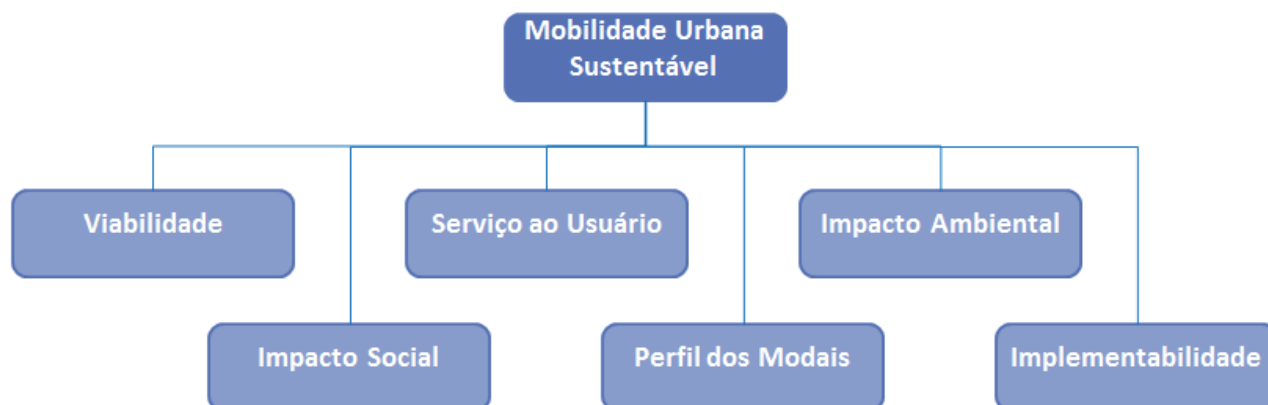 Mobilidade Urbana
Sustentável
Viabilidade
Serviço ao Usuário
Impacto Ambiental
Impacto Social
Perfil dos Modais
Implementabilidade